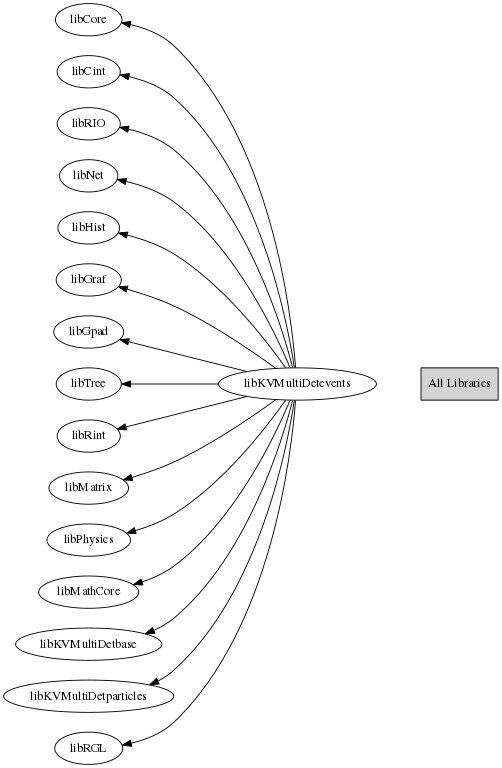 libCore
libCint
libRIO
libNet
libHist
libGraf
libGpad
libTree
libKVMultiDetevents
All Libraries
libRint
libMatrix
libPhysics
libMathCore
libKVMultiDetbase
libKVMultiDetparticles
libRGL